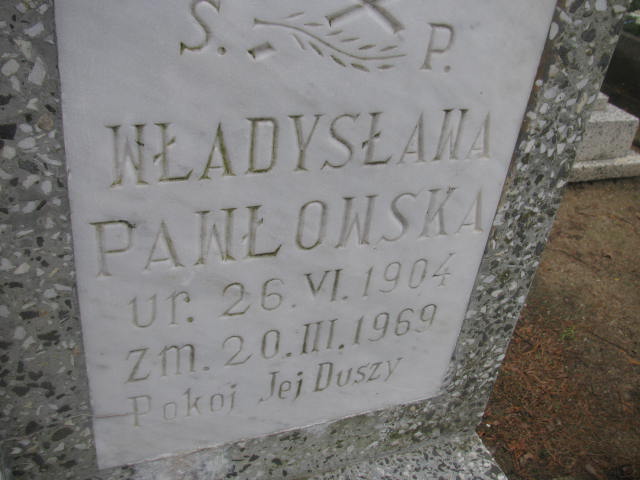 S. P.
WŁADYSŁAWA
PAWŁOWSKA
ur. 26.VI.1904
zm. 20.III.1969
Pokoj Jej Duszy